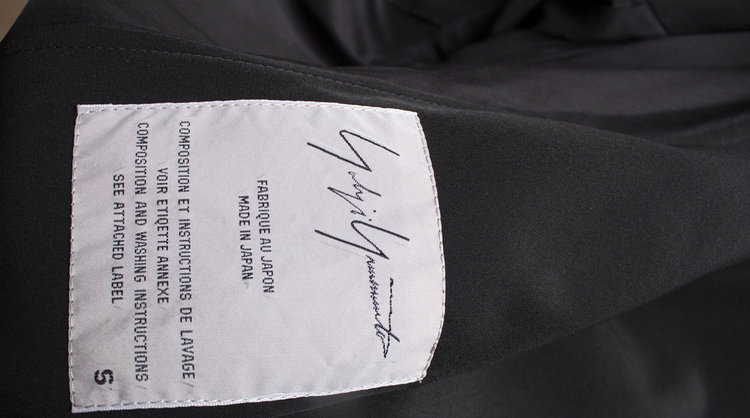 Yohji Yamamoto
FABRIQUE AU JAPON
MADE IN JAPAN
COMPOSITION ET INSTRUCTIONS DE LAVAGE/
VOIR ETIQETTE ANNEXE
COMPOSITION AND WASHING INSTRUCTIONS/
SEE ATTACHED LABEL
S